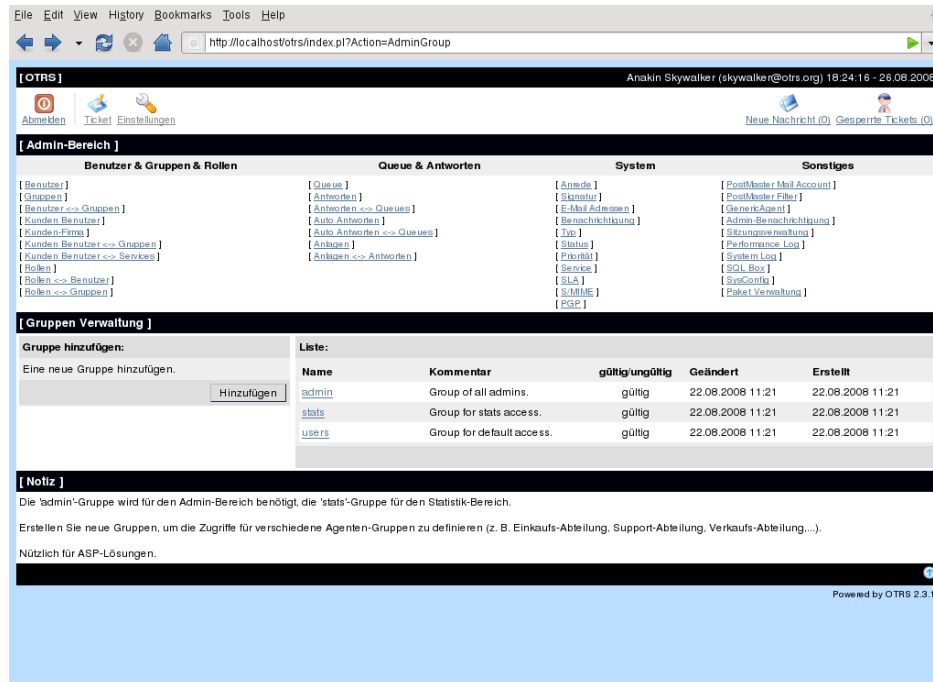 File Edit View History Bookmarks Tools Help
http://localhost/otrs/index.pl?Action=AdminGroup
[ OTRS ] Anakin Skywalker (skywalker@otrs.org) 18:24:16 - 26.08.2008
Abmelden Ticket Einstellungen Neue Nachricht (0) Gesperrte Tickets (0)
[ Admin-Bereich ]
Benutzer & Gruppen & Rollen Queue & Antworten System Sonstiges
[ Benutzer ] [ Queue ] [ Anrede ] [ PostMaster Mail Account ]
[ Gruppen ] [ Antworten ] [ Signatur ] [ PostMaster Filter ]
[ Benutzer <-> Gruppen ] [ Antworten <-> Queues ] [ E-Mail Adressen ] [ GenericAgent ]
[ Kunden Benutzer ] [ Auto Antworten ] [ Benachrichtigung ] [ Admin-Benachrichtigung ]
[ Kunden-Firma ] [ Auto Antworten <-> Queues ] [ Typ ] [ Sitzungsverwaltung ]
[ Kunden Benutzer <-> Gruppen ] [ Anlagen ] [ Status ] [ Performance Log ]
[ Kunden Benutzer <-> Services ] [ Anlagen <-> Antworten ] [ Priorität ] [ System Log ]
[ Rollen ] [ Service ] [ SQL Box ]
[ Rollen <-> Benutzer ] [ SLA ] [ SysConfig ]
[ Rollen <-> Gruppen ] [ S/MIME ] [ Paket Verwaltung ]
[ PGP ]
[ Gruppen Verwaltung ]
Gruppe hinzufügen: Liste:
Eine neue Gruppe hinzufügen.
Hinzufügen
Name Kommentar gültig/ungültig Geändert Erstellt
admin Group of all admins. gültig 22.08.2008 11:21 22.08.2008 11:21
stats Group for stats access. gültig 22.08.2008 11:21 22.08.2008 11:21
users Group for default access. gültig 22.08.2008 11:21 22.08.2008 11:21
[ Notiz ]
Die 'admin'-Gruppe wird für den Admin-Bereich benötigt, die 'stats'-Gruppe für den Statistik-Bereich.
Erstellen Sie neue Gruppen, um die Zugriffe für verschiedene Agenten-Gruppen zu definieren (z. B. Einkaufs-Abteilung, Support-Abteilung, Verkaufs-Abteilung,...).
Nützlich für ASP-Lösungen.
Powered by OTRS 2.3.1